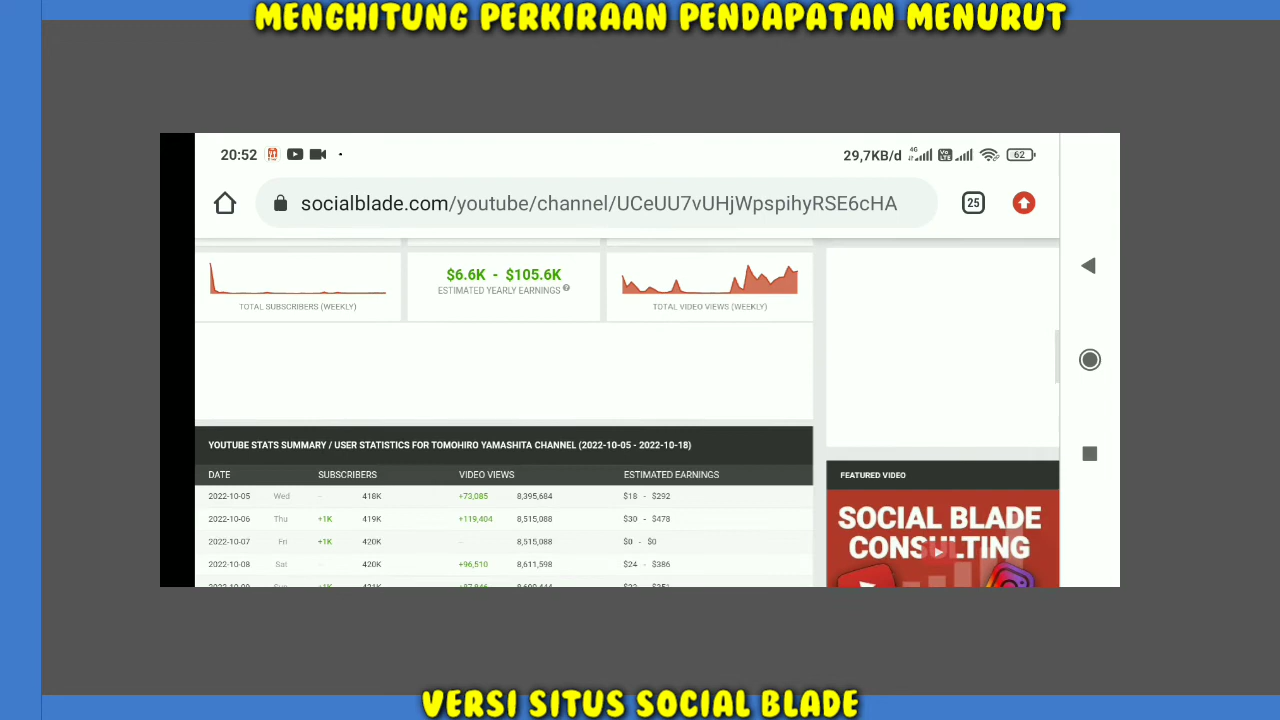 MENGHITUNG PERKIRAAN PENDAPATAN MENURUT
20:52
29,7KB/d 4G Vo LTE 62
socialblade.com/youtube/channel/UCeUU7vUHjWpspihyRSE6cHA 25
$6.6K - $105.6K
ESTIMATED YEARLY EARNINGS ?
TOTAL SUBSCRIBERS (WEEKLY)
TOTAL VIDEO VIEWS (WEEKLY)
YOUTUBE STATS SUMMARY / USER STATISTICS FOR TOMOHIRO YAMASHITA CHANNEL (2022-10-05 - 2022-10-18)
DATE SUBSCRIBERS VIDEO VIEWS ESTIMATED EARNINGS
2022-10-05 Wed -- 418K +73,085 8,395,684 $18 - $292
2022-10-06 Thu +1K 419K +119,404 8,515,088 $30 - $478
2022-10-07 Fri +1K 420K -- 8,515,088 $0 - $0
2022-10-08 Sat -- 420K +96,510 8,611,598 $24 - $386
FEATURED VIDEO
SOCIAL BLADE
CONSULTING
VERSI SITUS SOCIAL BLADE